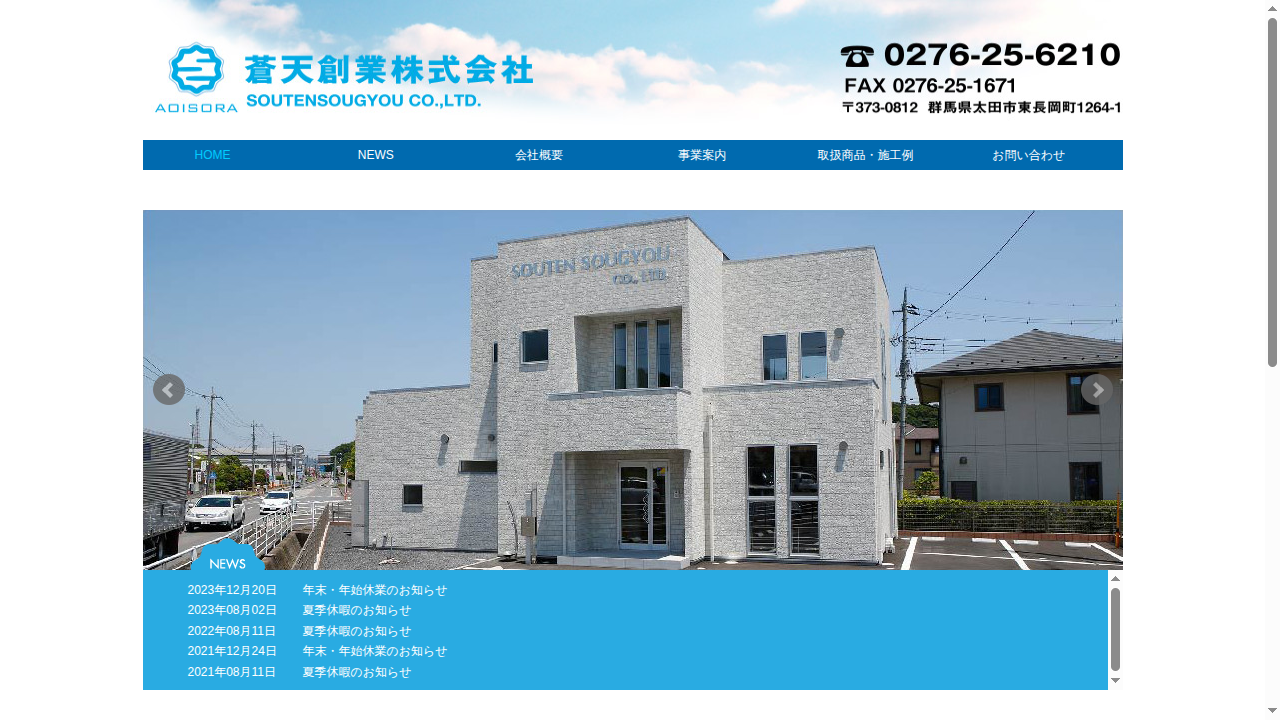 AOISORA
蒼天創業株式会社
SOUTENSOUGYOU CO.,LTD.
0276-25-6210
FAX 0276-25-1671
〒373-0812 群馬県太田市東長岡町1264-1
HOME NEWS 会社概要 事業案内 取扱商品・施工例 お問い合わせ
SOUTEN SOUGYOU
CO., LTD.
NEWS
2023年12月20日 年末・年始休業のお知らせ
2023年08月02日 夏季休暇のお知らせ
2022年08月11日 夏季休暇のお知らせ
2021年12月24日 年末・年始休業のお知らせ
2021年08月11日 夏季休暇のお知らせ